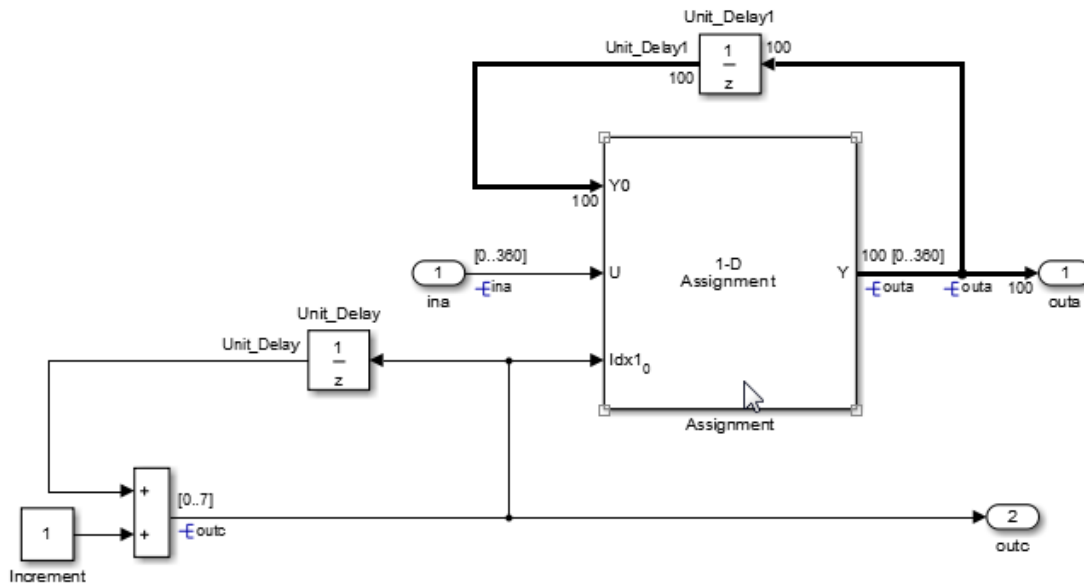 Unit_Delay1
Unit_Delay1
1
z
100
100
Y0
100
[0..360]
1
ina
ina
U
1-D
Assignment
Y
100 [0..360]
outa
outa
100
1
outa
Unit_Delay
Unit_Delay
1
z
Idx1 0
Assignment
+
+
[0..7]
outc
1
Increment
2
outc